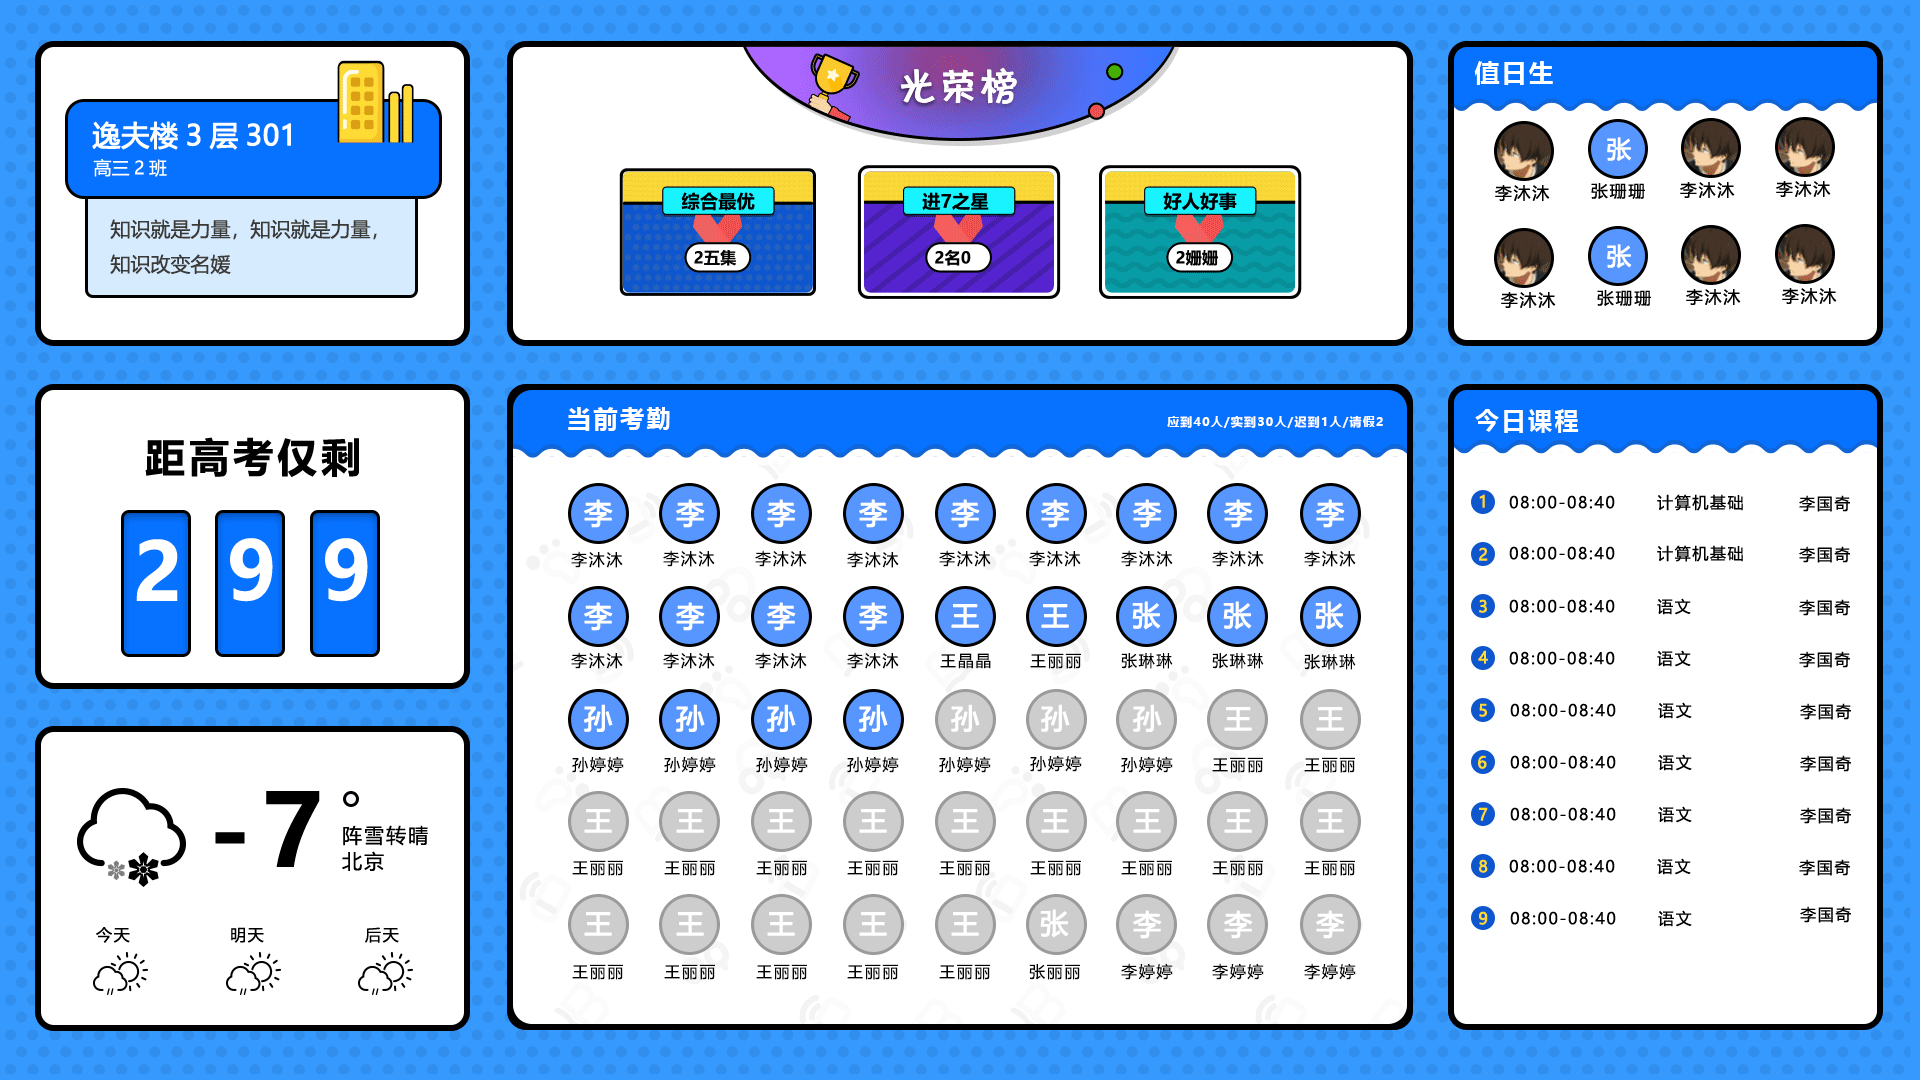 逸夫楼 3 层 301
高三 2 班
知识就是力量，知识就是力量，
知识改变名媛
光荣榜
综合最优
2五集
进7之星
2名0
好人好事
2姗姗
值日生
李沐沐 张 张珊珊 李沐沐 李沐沐
李沐沐 张 张珊珊 李沐沐 李沐沐
距高考仅剩
2 9 9
-7°
阵雪转晴
北京
今天 明天 后天
当前考勤
应到40人/实到30人/迟到1人/请假2
李 李 李 李 李 李 李 李 李
李沐沐 李沐沐 李沐沐 李沐沐 李沐沐 李沐沐 李沐沐 李沐沐 李沐沐
李 李 李 李 王 王 张 张 张
李沐沐 李沐沐 李沐沐 李沐沐 王晶晶 王丽丽 张琳琳 张琳琳 张琳琳
孙 孙 孙 孙 孙 孙 孙 王 王
孙婷婷 孙婷婷 孙婷婷 孙婷婷 孙婷婷 孙婷婷 孙婷婷 王丽丽 王丽丽
王 王 王 王 王 王 王 王 王
王丽丽 王丽丽 王丽丽 王丽丽 王丽丽 王丽丽 王丽丽 王丽丽 王丽丽
王 王 王 王 王 张 李 李 李
王丽丽 王丽丽 王丽丽 王丽丽 王丽丽 张丽丽 李婷婷 李婷婷 李婷婷
今日课程
1 08:00-08:40 计算机基础 李国奇
2 08:00-08:40 计算机基础 李国奇
3 08:00-08:40 语文 李国奇
4 08:00-08:40 语文 李国奇
5 08:00-08:40 语文 李国奇
6 08:00-08:40 语文 李国奇
7 08:00-08:40 语文 李国奇
8 08:00-08:40 语文 李国奇
9 08:00-08:40 语文 李国奇